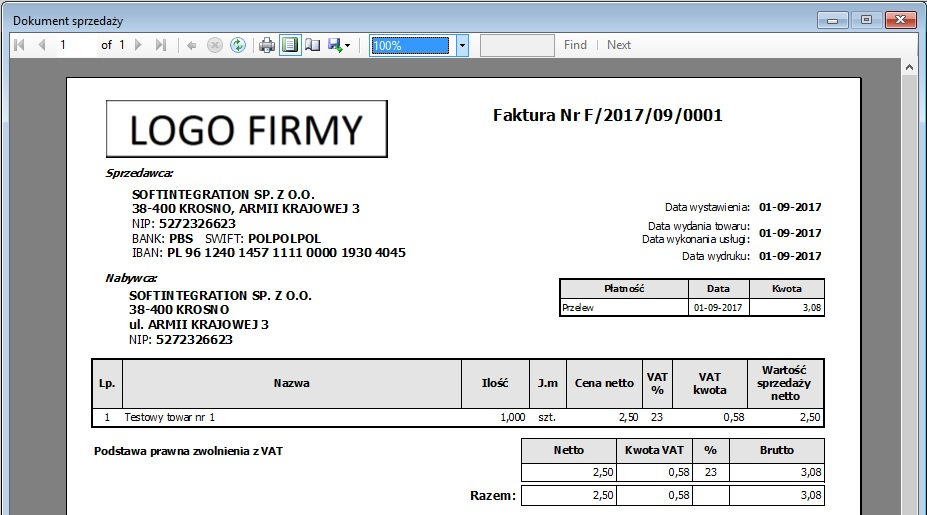 Dokument sprzedaży
1 of 1 100% Find Next
LOGO FIRMY
Faktura Nr F/2017/09/0001
Sprzedawca:
SOFTINTEGRATION SP. Z O.O.
38-400 KROSNO, ARMII KRAJOWEJ 3
NIP: 5272326623
BANK: PBS SWIFT: POLPOLPOL
IBAN: PL 96 1240 1457 1111 0000 1930 4045
Data wystawienia: 01-09-2017
Data wydania towaru:
Data wykonania usługi: 01-09-2017
Data wydruku: 01-09-2017
Nabywca:
SOFTINTEGRATION SP. Z O.O.
38-400 KROSNO
ul. ARMII KRAJOWEJ 3
NIP: 5272326623
Płatność Data Kwota
Przelew 01-09-2017 3,08
Lp. Nazwa Ilość J.m Cena netto VAT % VAT kwota Wartość sprzedaży netto
1 Testowy towar nr 1 1,000 szt. 2,50 23 0,58 2,50
Podstawa prawna zwolnienia z VAT
Netto Kwota VAT % Brutto
2,50 0,58 23 3,08
Razem: 2,50 0,58 3,08